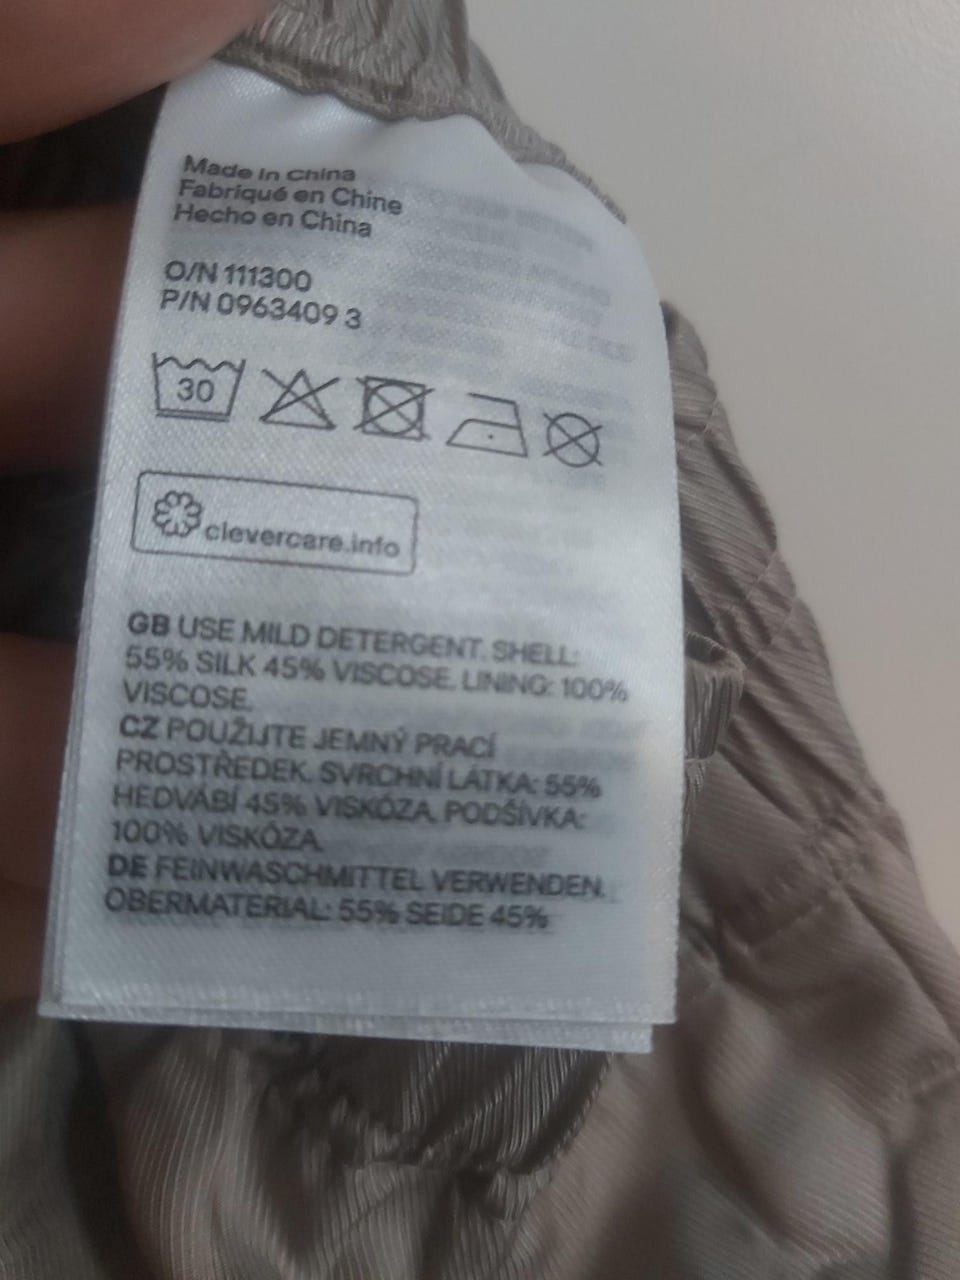 Made in China
Fabriqué en Chine
Hecho en China
O/N 111300
P/N 0963409 3
30
clevercare.info
GB USE MILD DETERGENT. SHELL:
55% SILK 45% VISCOSE. LINING: 100%
VISCOSE.
CZ POUŽIJTE JEMNÝ PRACÍ
PROSTŘEDEK. SVRCHNÍ LÁTKA: 55%
HEDVÁBÍ 45% VISKÓZA. PODŠÍVKA:
100% VISKÓZA.
DE FEINWASCHMITTEL VERWENDEN.
OBERMATERIAL: 55% SEIDE 45%